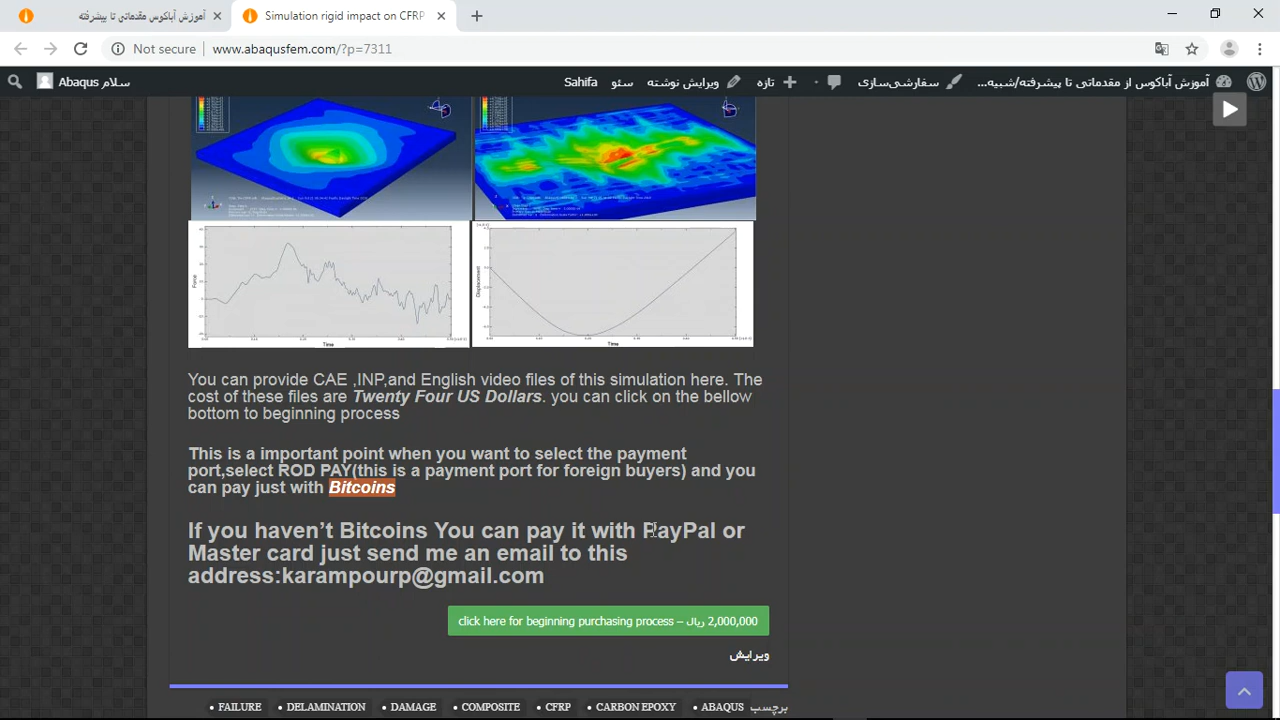 آموزش آباکوس مقدماتی تا پیشرفته
Simulation rigid impact on CFRP
Not secure
www.abaqusfem.com/?p=7311
سلام Abaqus
Sahifa
سئو
ویرایش نوشته
تازه
سفارشی‌سازی
آموزش آباکوس از مقدماتی تا پیشرفته/شبیه...
Force
Time
Displacement
Time
You can provide CAE ,INP,and English video files of this simulation here. The
cost of these files are Twenty Four US Dollars. you can click on the bellow
bottom to beginning process
This is a important point when you want to select the payment
port,select ROD PAY(this is a payment port for foreign buyers) and you
can pay just with Bitcoins
If you haven’t Bitcoins You can pay it with PayPal or
Master card just send me an email to this
address:karampourp@gmail.com
click here for beginning purchasing process – 2,000,000 ریال
ویرایش
• FAILURE • DELAMINATION • DAMAGE • COMPOSITE • CFRP • CARBON EPOXY • ABAQUS برچسب